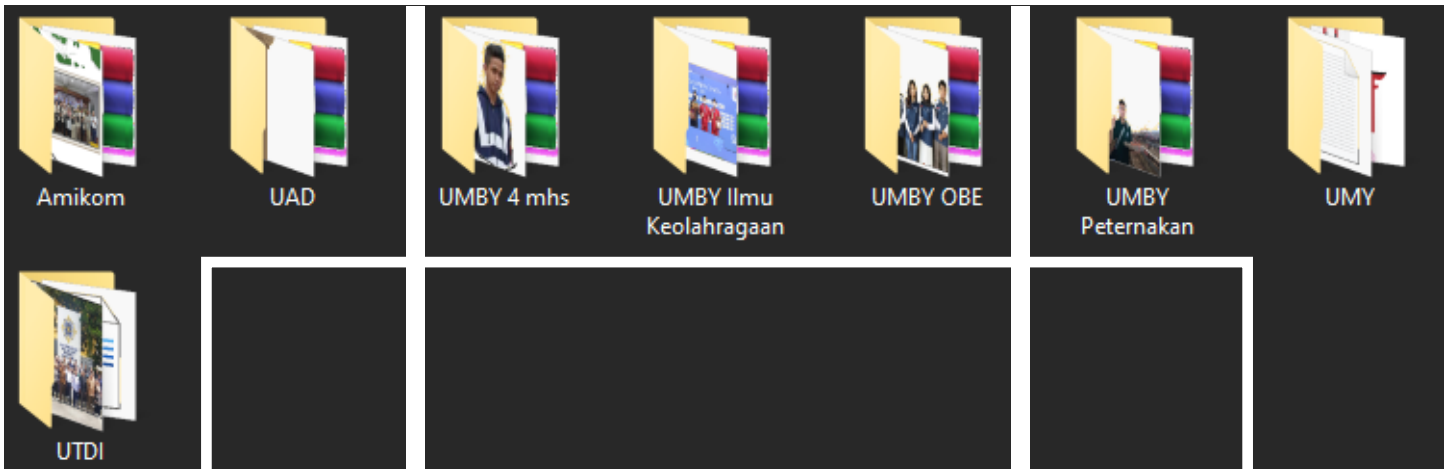 Amikom
UAD
UMBY 4 mhs
UMBY Ilmu
Keolahragaan
UMBY OBE
UMBY
Peternakan
UMY
UTDI